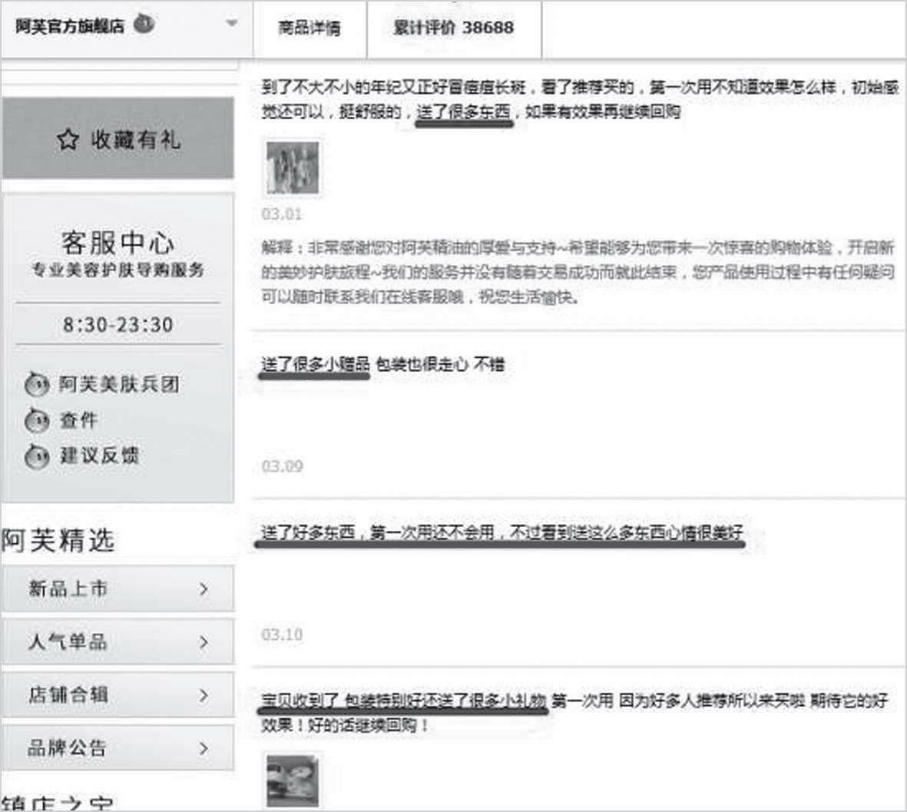 阿芙官方旗舰店
商品详情
累计评价 38688
收藏有礼
客服中心
专业美容护肤导购服务
8:30-23:30
阿芙美肤兵团
查件
建议反馈
阿芙精选
新品上市
人气单品
店铺合辑
品牌公告
镇店之宝
到了不大不小的年纪又正好冒痘痘长斑，看了推荐买的，第一次用不知道效果怎么样，初始感
觉还可以，挺舒服的，送了很多东西，如果有效果再继续回购
03.01
解释：非常感谢您对阿芙精油的厚爱与支持~希望能够为您带来一次惊喜的购物体验，开启新
的美妙护肤旅程~我们的服务并没有随着交易成功而就此结束，您产品使用过程中有任何疑问
可以随时联系我们在线客服哦，祝您生活愉快。
送了很多小赠品 包装也很走心 不错
03.09
送了好多东西，第一次用还不会用，不过看到送这么多东西心情很美好
03.10
宝贝收到了 包装特别好还送了很多小礼物 第一次用 因为好多人推荐所以来买啦 期待它的好
效果！好的话继续回购！